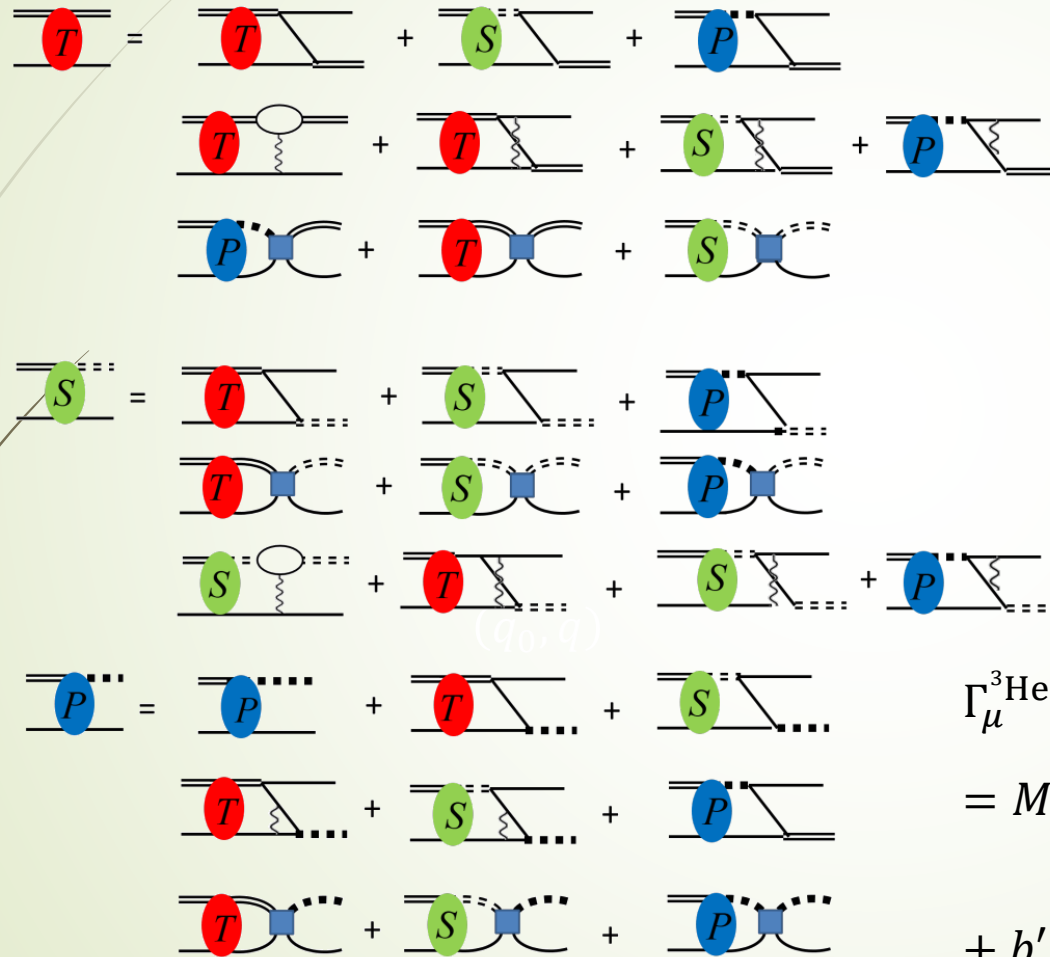 T = T + S + P
T + T + S + P
P + T + S
S = T + S + P
T + S + P
S + T + S + P
(q₀, q)
P = P + T + S
Γ_μ^³He
T + S + P
= M
T + S + P
+ b′